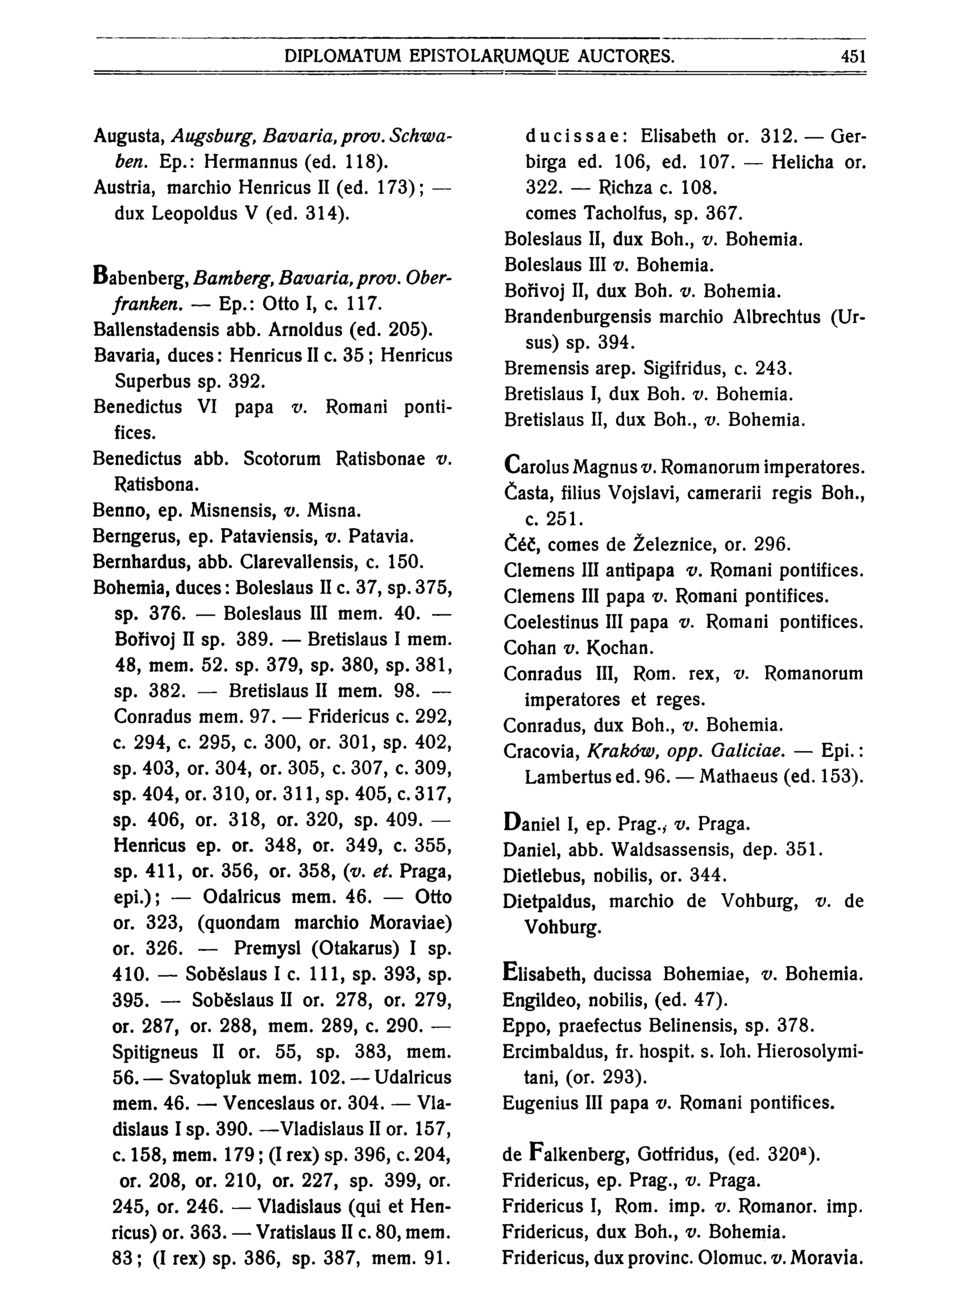 DIPLOMATUM EPISTOLARUMQUE AUCTORES. 451
Augusta, Augsburg, Bavaria, prov. Schwa-
ben. Ep.: Hermannus (ed. 118).
Austria, marchio Henricus II (ed. 173); —
dux Leopoldus V (ed. 314).
Babenberg, Bamberg, Bavaria, prov. Ober-
franken. — Ep.: Otto I, c. 117.
Ballenstadensis abb. Arnoldus (ed. 205).
Bavaria, duces: Henricus II c. 35; Henricus
Superbus sp. 392.
Benedictus VI papa v. Romani ponti-
fices.
Benedictus abb. Scotorum Ratisbonae v.
Ratisbona.
Benno, ep. Misnensis, v. Misna.
Berngerus, ep. Pataviensis, v. Patavia.
Bernhardus, abb. Clarevallensis, c. 150.
Bohemia, duces: Boleslaus II c. 37, sp. 375,
sp. 376. — Boleslaus III mem. 40. —
Bořivoj II sp. 389. — Bretislaus I mem.
48, mem. 52. sp. 379, sp. 380, sp. 381,
sp. 382. — Bretislaus II mem. 98. —
Conradus mem. 97. — Fridericus c. 292,
c. 294, c. 295, c. 300, or. 301, sp. 402,
sp. 403, or. 304, or. 305, c. 307, c. 309,
sp. 404, or. 310, or. 311, sp. 405, c. 317,
sp. 406, or. 318, or. 320, sp. 409. —
Henricus ep. or. 348, or. 349, c. 355,
sp. 411, or. 356, or. 358, (v. et. Praga,
epi.); — Odalricus mem. 46. — Otto
or. 323, (quondam marchio Moraviae)
or. 326. — Premysl (Otakarus) I sp.
410. — Soběslaus I c. 111, sp. 393, sp.
395. — Soběslaus II or. 278, or. 279,
or. 287, or. 288, mem. 289, c. 290. —
Spitigneus II or. 55, sp. 383, mem.
56. — Svatopluk mem. 102. — Udalricus
mem. 46. — Venceslaus or. 304. — Vla-
dislaus I sp. 390. —Vladislaus II or. 157,
c. 158, mem. 179; (I rex) sp. 396, c. 204,
or. 208, or. 210, or. 227, sp. 399, or.
245, or. 246. — Vladislaus (qui et Hen-
ricus) or. 363. — Vratislaus II c. 80, mem.
83; (I rex) sp. 386, sp. 387, mem. 91.
ducissae: Elisabeth or. 312. — Ger-
birga ed. 106, ed. 107. — Helicha or.
322. — Richza c. 108.
comes Tacholfus, sp. 367.
Boleslaus II, dux Boh., v. Bohemia.
Boleslaus III v. Bohemia.
Bořivoj II, dux Boh. v. Bohemia.
Brandenburgensis marchio Albrechtus (Ur-
sus) sp. 394.
Bremensis arep. Sigifridus, c. 243.
Bretislaus I, dux Boh. v. Bohemia.
Bretislaus II, dux Boh., v. Bohemia.
Carolus Magnus v. Romanorum imperatores.
Časta, filius Vojslavi, camerarii regis Boh.,
c. 251.
Čéč, comes de Železnice, or. 296.
Clemens III antipapa v. Romani pontifices.
Clemens III papa v. Romani pontifices.
Coelestinus III papa v. Romani pontifices.
Cohan v. Kochan.
Conradus III, Rom. rex, v. Romanorum
imperatores et reges.
Conradus, dux Boh., v. Bohemia.
Cracovia, Kraków, opp. Galiciae. — Epi.:
Lambertus ed. 96. — Mathaeus (ed. 153).
Daniel I, ep. Prag., v. Praga.
Daniel, abb. Waldsassensis, dep. 351.
Dietlebus, nobilis, or. 344.
Dietpaldus, marchio de Vohburg, v. de
Vohburg.
Elisabeth, ducissa Bohemiae, v. Bohemia.
Engildeo, nobilis, (ed. 47).
Eppo, praefectus Belinensis, sp. 378.
Ercimbaldus, fr. hospit. s. Ioh. Hierosolymi-
tani, (or. 293).
Eugenius III papa v. Romani pontifices.
de Falkenberg, Gotfridus, (ed. 320ª).
Fridericus, ep. Prag., v. Praga.
Fridericus I, Rom. imp. v. Romanor. imp.
Fridericus, dux Boh., v. Bohemia.
Fridericus, dux provinc. Olomuc. v. Moravia.